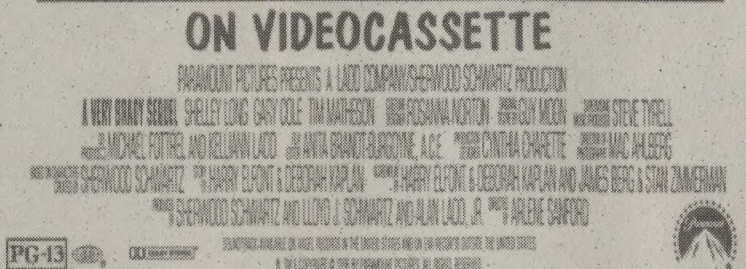 ON VIDEOCASSETTE
PARAMOUNT PICTURES PRESENTS A LADD COMPANY/SHERWOOD SCHWARTZ PRODUCTION
A VERY BRADY SEQUEL SHELLEY LONG GARY COLE TIM MATHESON ROSANNA NORTON GUY MOON STEVE TYRELL
MICHAEL FOTTRELL AND KELLIANN LADD ANITA BRANDT-BURGOYNE, A.C.E. CYNTHIA CHARETTE MAC AHLBERG
SHERWOOD SCHWARTZ HARRY ELFONT & DEBORAH KAPLAN HARRY ELFONT & DEBORAH KAPLAN AND JAMES BERG & STAN ZIMMERMAN
SHERWOOD SCHWARTZ AND LLOYD J. SCHWARTZ AND ALAN LADD, JR. ARLENE SANFORD
PG-13
Paramount